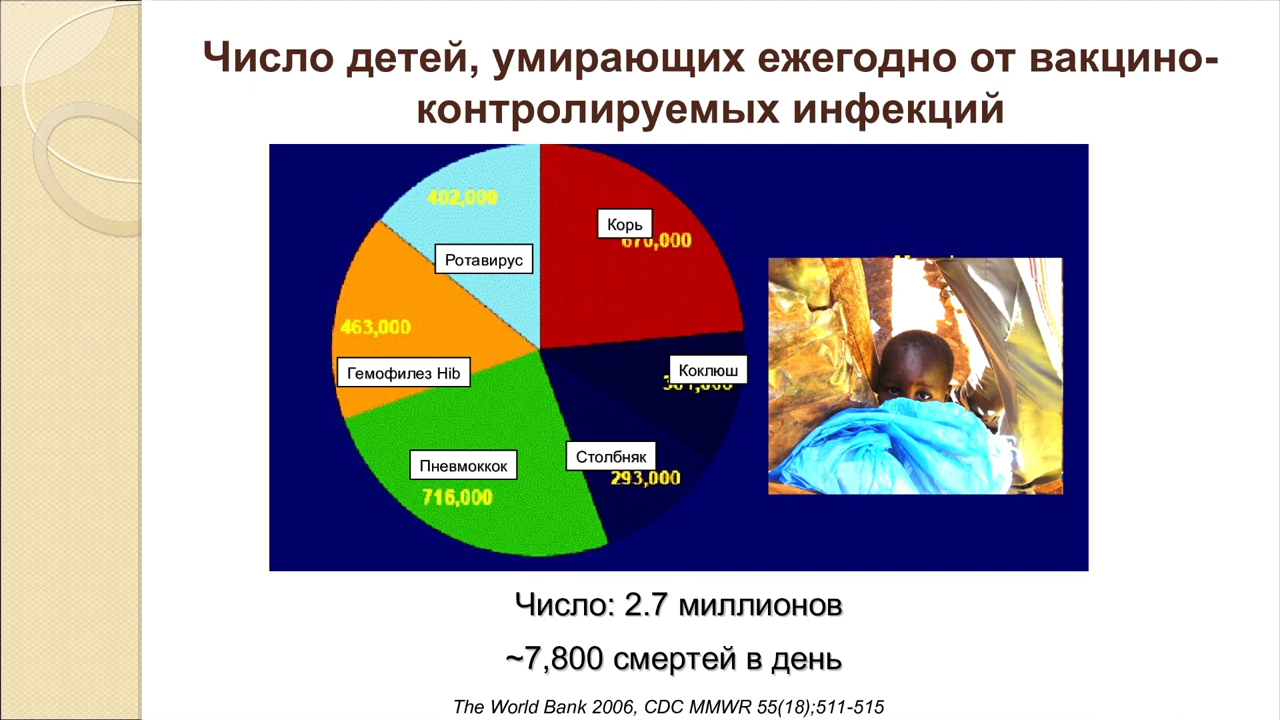 Число детей, умирающих ежегодно от вакцино-
контролируемых инфекций
402,000
Корь
670,000
Ротавирус
463,000
Гемофилез Hib
Коклюш
Столбняк
293,000
Пневмоккок
716,000
Число: 2.7 миллионов
~7,800 смертей в день
The World Bank 2006, CDC MMWR 55(18);511-515